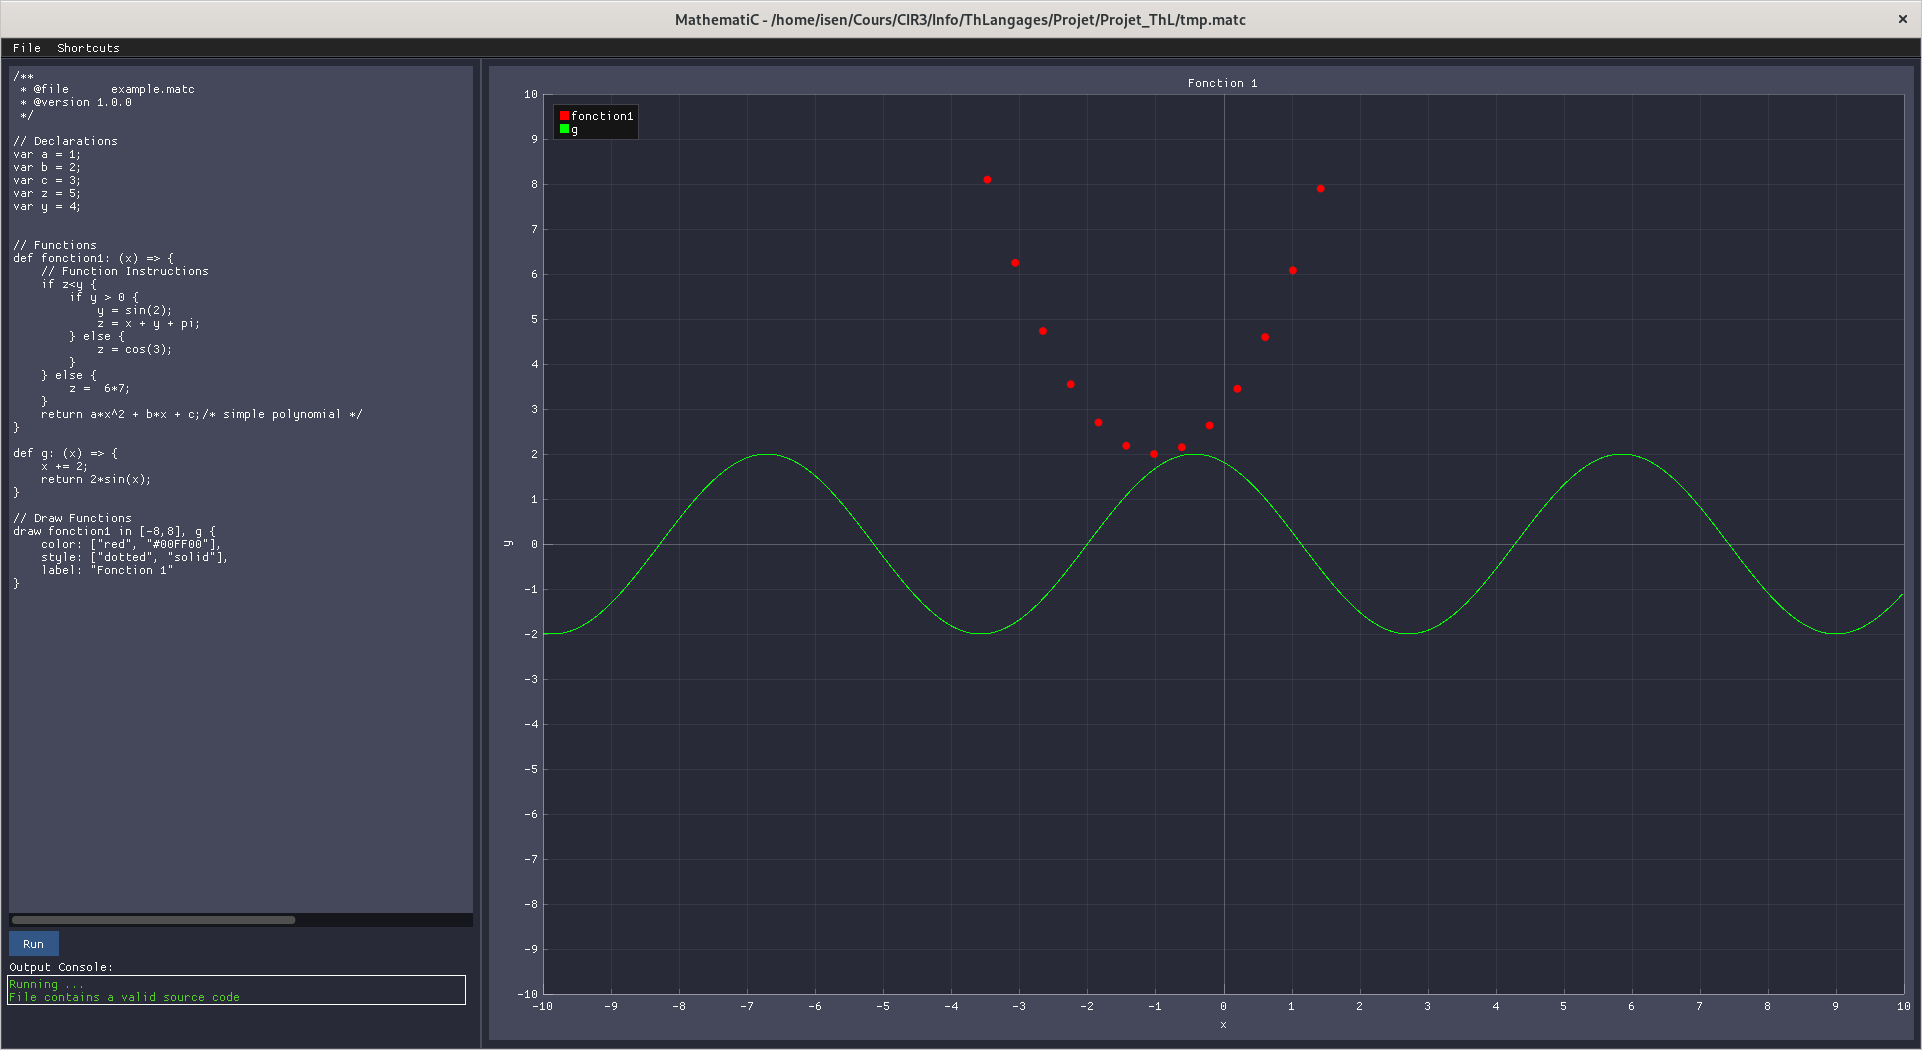 MathematiC - /home/isen/Cours/CIR3/Info/ThLangages/Projet/Projet_ThL/tmp.matc
×
File Shortcuts
/**
 * @file      example.matc
 * @version 1.0.0
 */
// Declarations
var a = 1;
var b = 2;
var c = 3;
var z = 5;
var y = 4;
// Functions
def fonction1: (x) => {
    // Function Instructions
    if z<y {
        if y > 0 {
            y = sin(2);
            z = x + y + pi;
        } else {
            z = cos(3);
        }
    } else {
        z =  6*7;
    }
    return a*x^2 + b*x + c;/* simple polynomial */
}
def g: (x) => {
    x += 2;
    return 2*sin(x);
}
// Draw Functions
draw fonction1 in [-8,8], g {
    color: ["red", "#00FF00"],
    style: ["dotted", "solid"],
    label: "Fonction 1"
}
Run
Output Console:
Running ...
File contains a valid source code
Fonction 1
fonction1
g
10
9
8
7
6
5
4
3
2
1
0
-1
-2
-3
-4
-5
-6
-7
-8
-9
-10
y
-10 -9 -8 -7 -6 -5 -4 -3 -2 -1 0 1 2 3 4 5 6 7 8 9 10
x